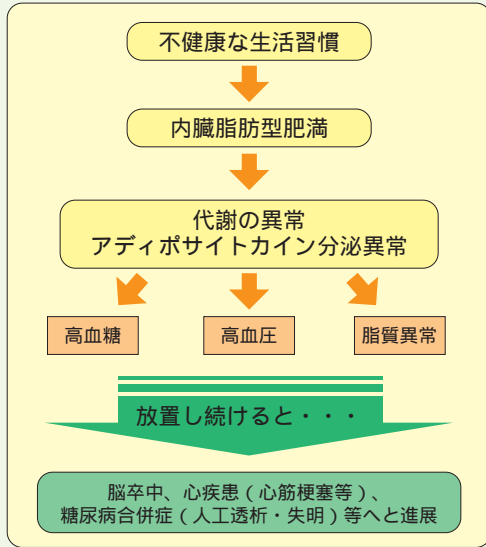 不健康な生活習慣
内臓脂肪型肥満
代謝の異常
アディポサイトカイン分泌異常
高血糖
高血圧
脂質異常
放置し続けると・・・
脳卒中、心疾患(心筋梗塞等)、
糖尿病合併症(人工透析・失明)等へと進展